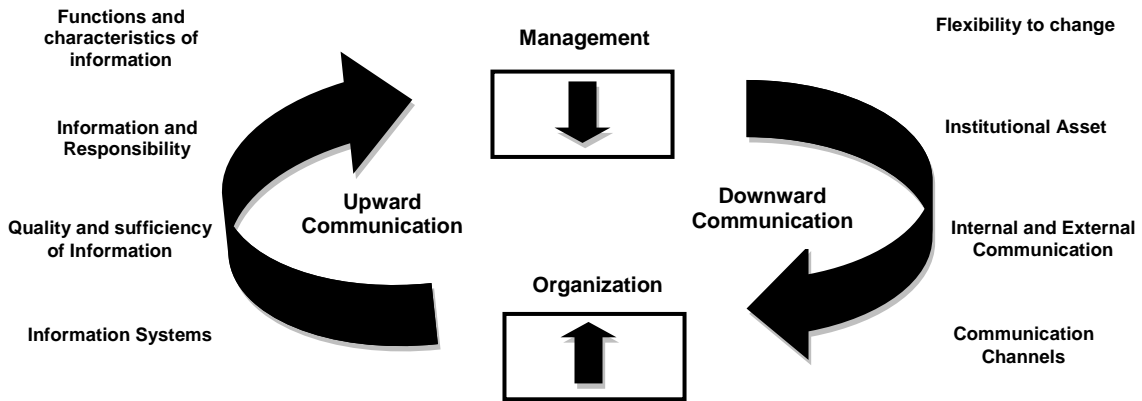 Functions and
characteristics of
information
Information and
Responsibility
Quality and sufficiency
of Information
Information Systems
Management
Upward
Communication
Downward
Communication
Organization
Flexibility to change
Institutional Asset
Internal and External
Communication
Communication
Channels